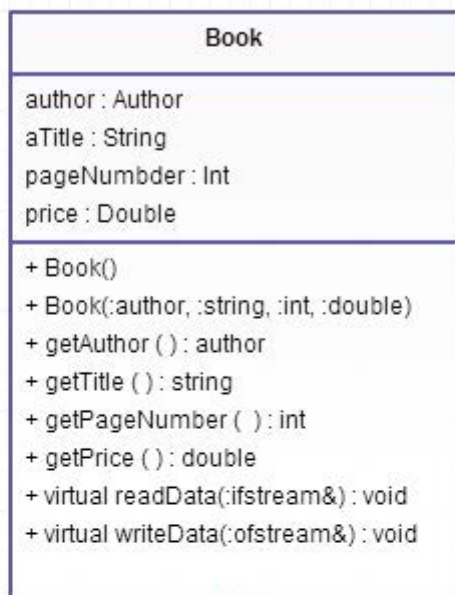 Book
author : Author
aTitle : String
pageNumbder : Int
price : Double
+ Book()
+ Book(:author, :string, :int, :double)
+ getAuthor ( ) : author
+ getTitle ( ) : string
+ getPageNumber (  ) : int
+ getPrice ( ) : double
+ virtual readData(:ifstream&) : void
+ virtual writeData(:ofstream&) : void